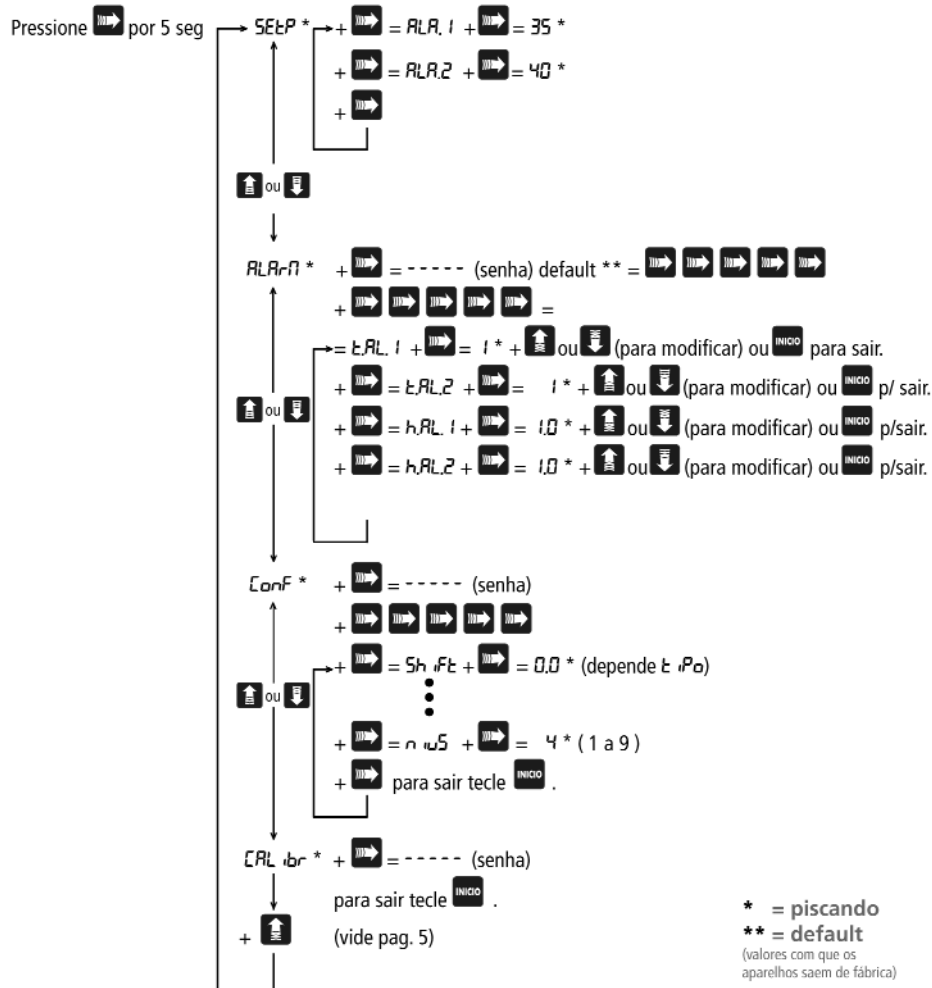 Pressione por 5 seg SEtP * + = ALA.1 + = 35 *
+ = ALA.2 + = 40 *
+
ou
ALArM * + = - - - - - (senha) default ** =
+ =
= t.AL.1 + = 1 * + ou (para modificar) ou INICIO para sair.
+ = t.AL.2 + = 1 * + ou (para modificar) ou INICIO p/ sair.
ou
+ = h.AL.1 + = 1.0 * + ou (para modificar) ou INICIO p/sair.
+ = h.AL.2 + = 1.0 * + ou (para modificar) ou INICIO p/sair.
ConF * + = - - - - - (senha)
+
+ = ShiFt + = 0.0 * (depende tiPo)
ou
+ = nivS + = 4 * ( 1 a 9 )
+ para sair tecle INICIO .
CALibr * + = - - - - - (senha)
para sair tecle INICIO .
+ (vide pag. 5)
* = piscando
** = default
(valores com que os
aparelhos saem de fábrica)